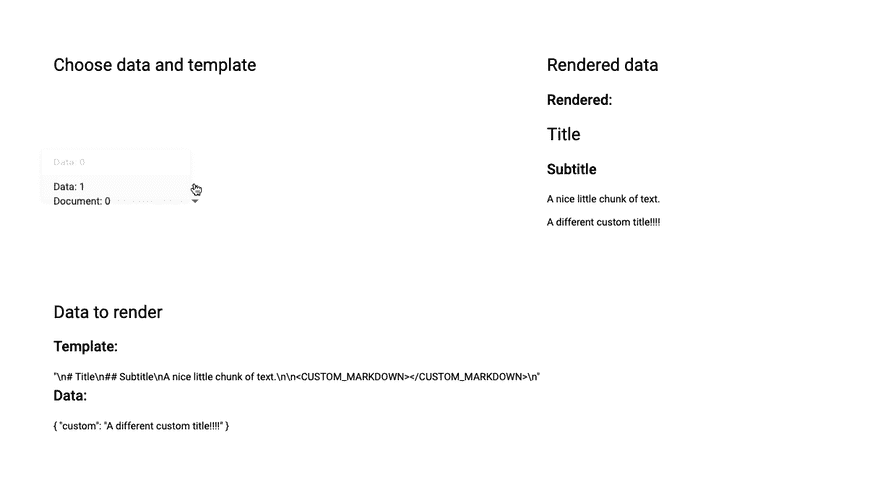 Choose data and template
Data: 0
Data: 1
Document: 0
Rendered data
Rendered:
Title
Subtitle
A nice little chunk of text.
A different custom title!!!!
Data to render
Template:
"\n# Title\n## Subtitle\nA nice little chunk of text.\n\n<CUSTOM_MARKDOWN></CUSTOM_MARKDOWN>\n"
Data:
{ "custom": "A different custom title!!!!" }